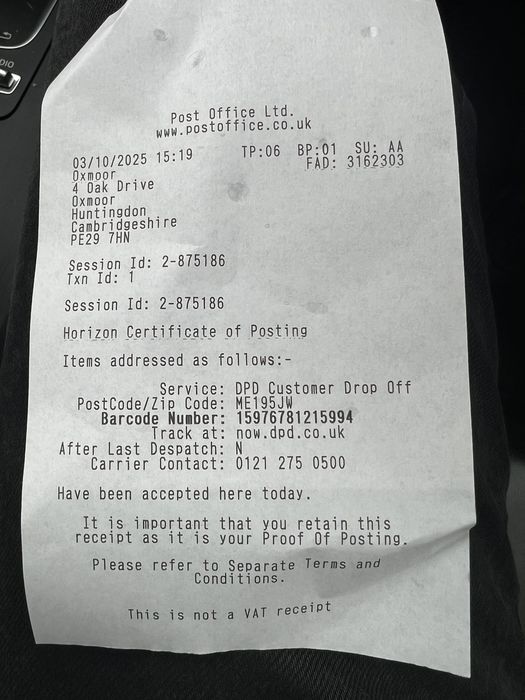 DIO
Post Office Ltd.
www.postoffice.co.uk
03/10/2025 15:19 TP:06 BP:01 SU: AA
FAD: 3162303
Oxmoor
4 Oak Drive
Oxmoor
Huntingdon
Cambridgeshire
PE29 7HN
Session Id: 2-875186
Txn Id: 1
Session Id: 2-875186
Horizon Certificate of Posting
Items addressed as follows:-
Service: DPD Customer Drop Off
PostCode/Zip Code: ME195JW
Barcode Number: 15976781215994
Track at: now.dpd.co.uk
After Last Despatch: N
Carrier Contact: 0121 275 0500
Have been accepted here today.
It is important that you retain this
receipt as it is your Proof Of Posting.
Please refer to Separate Terms and
Conditions.
This is not a VAT receipt